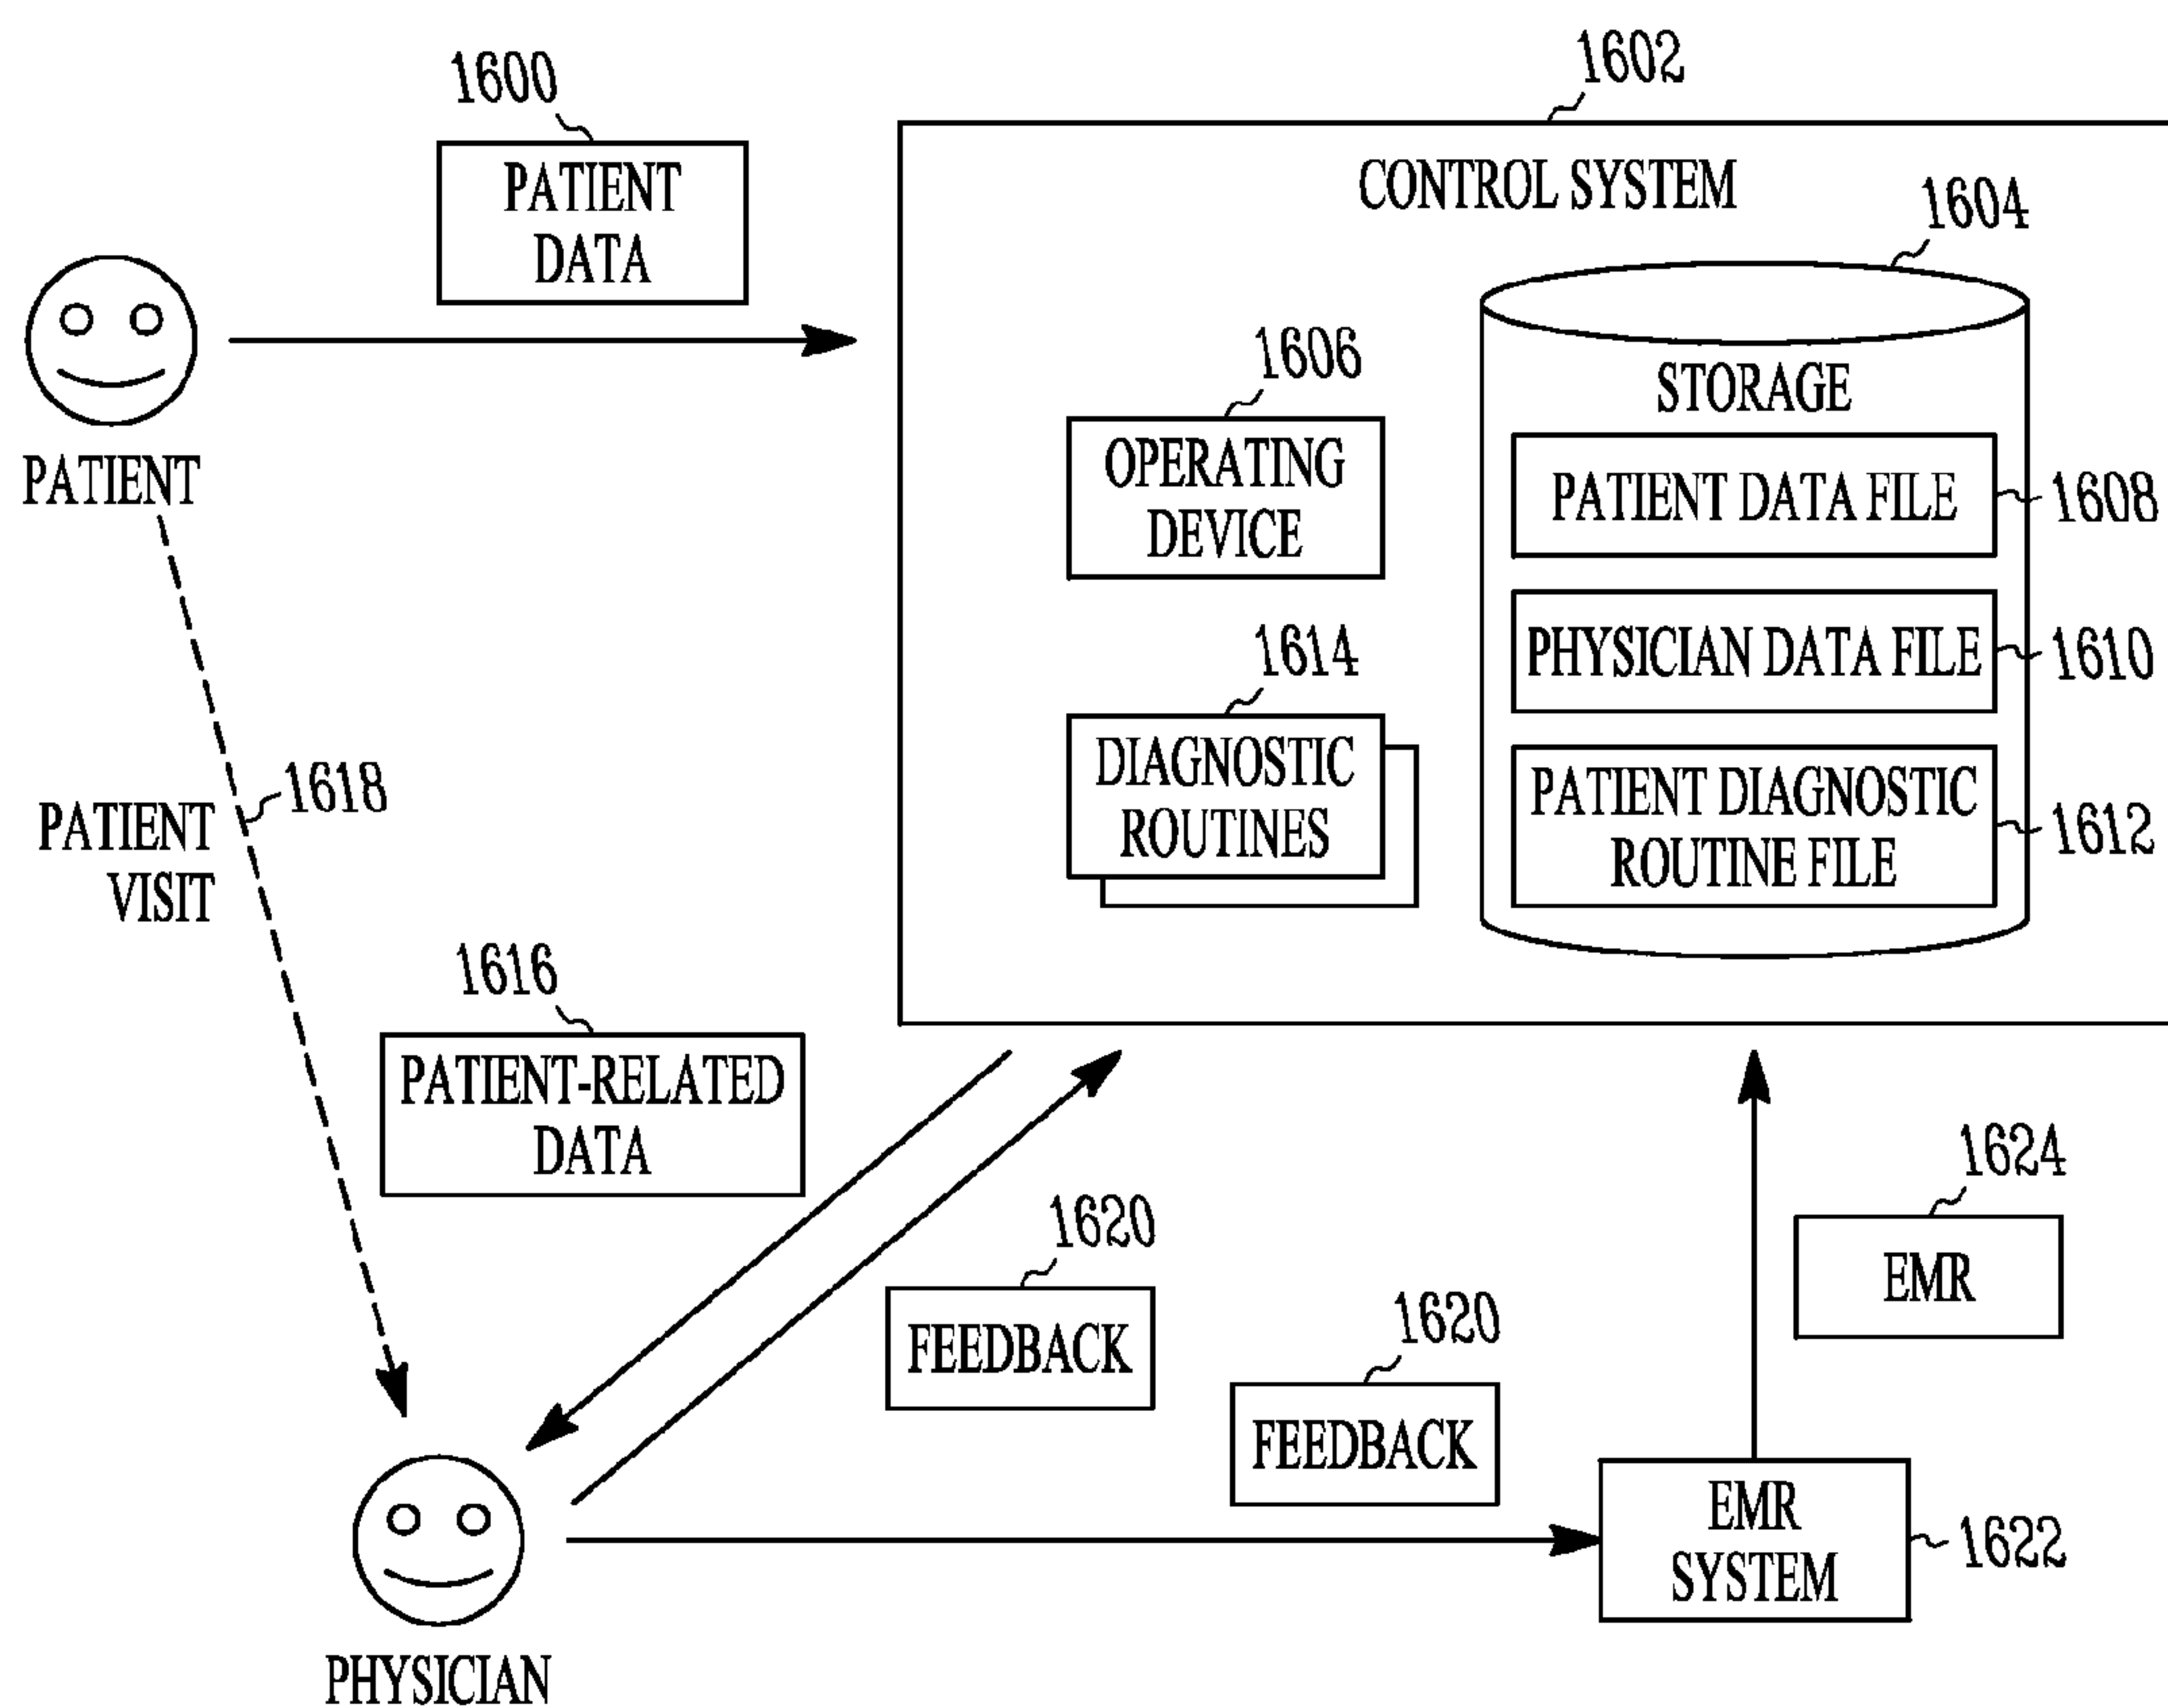 1600
PATIENT
DATA
1602
CONTROL SYSTEM
1604
STORAGE
1606
OPERATING
DEVICE
PATIENT DATA FILE
1608
PHYSICIAN DATA FILE
1610
1614
DIAGNOSTIC
ROUTINES
PATIENT DIAGNOSTIC
ROUTINE FILE
1612
PATIENT
1618
PATIENT
VISIT
1616
PATIENT-RELATED
DATA
1620
FEEDBACK
1620
FEEDBACK
1624
EMR
EMR
SYSTEM
1622
PHYSICIAN